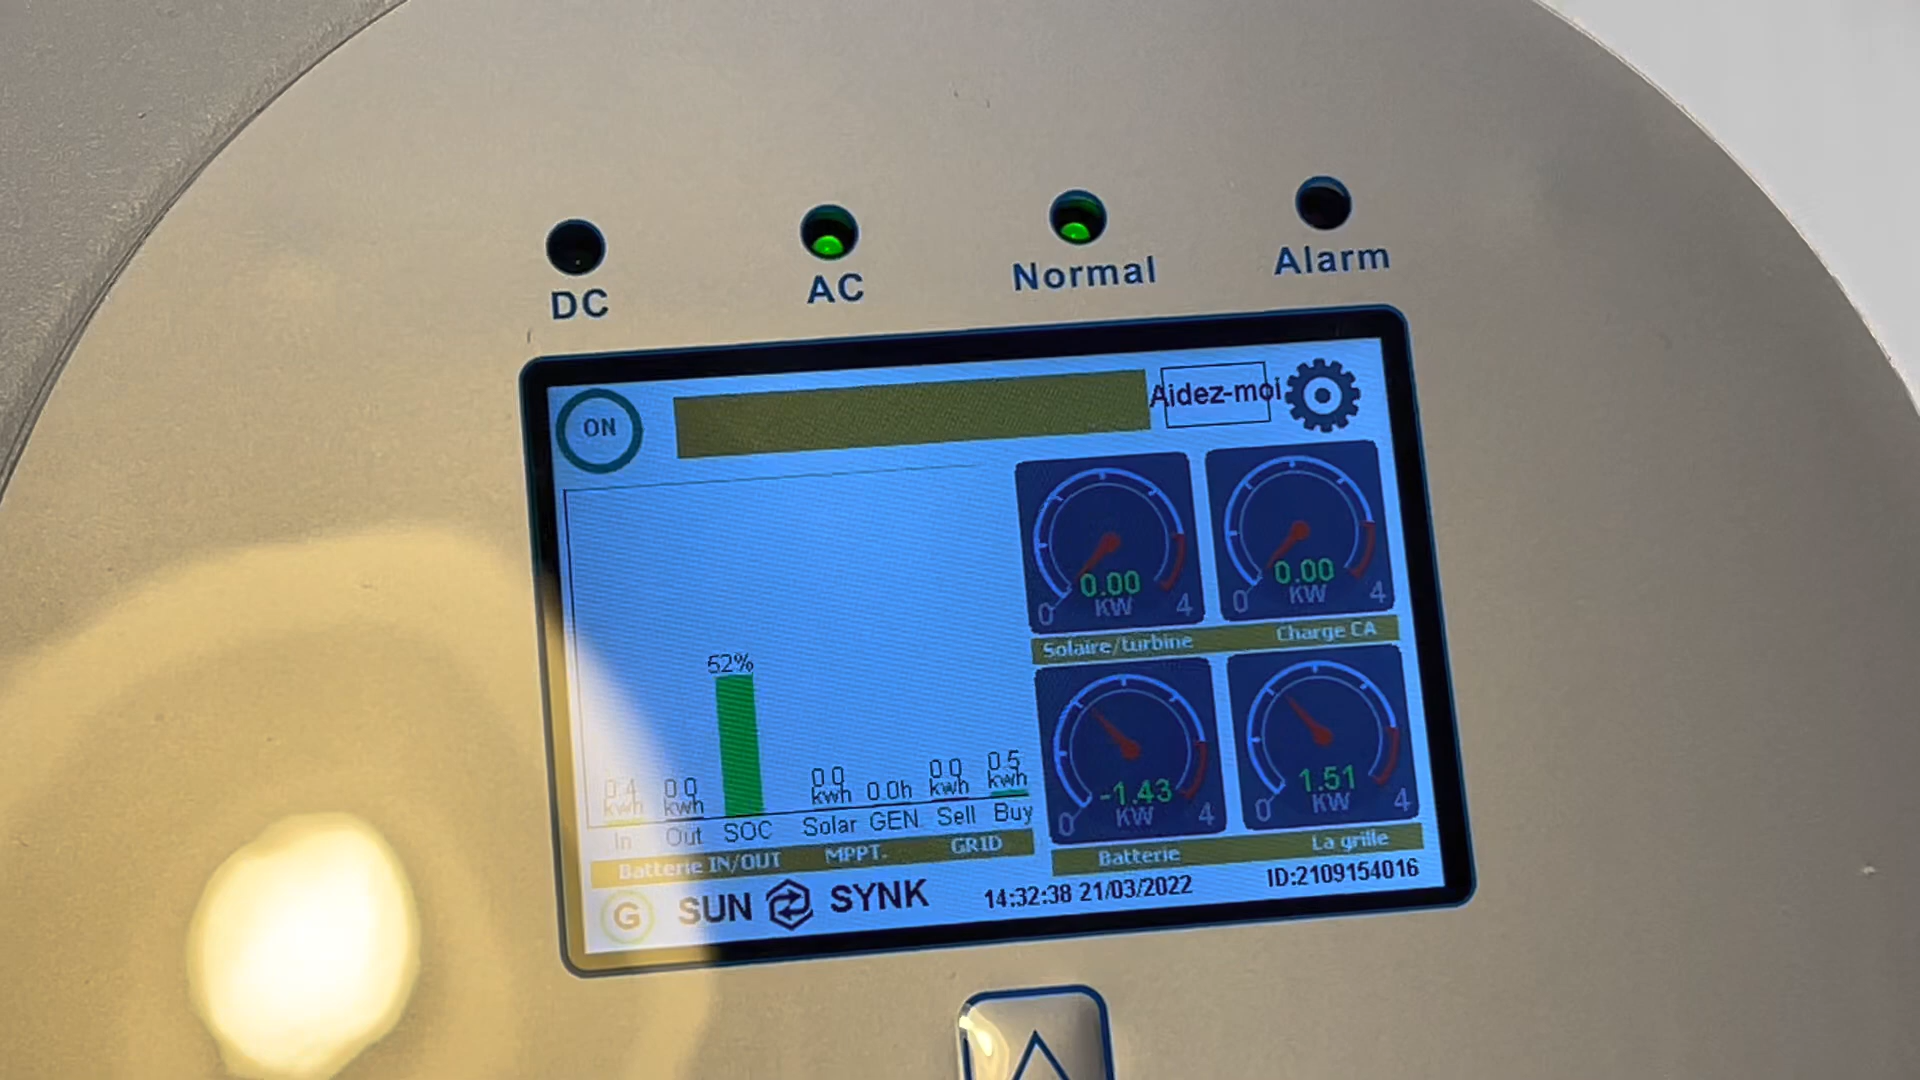 DC AC Normal Alarm
ON Aidez-moi
0.00 KW 0 4
0.00 KW 0 4
Solaire/turbine Charge CA
52%
0.4 kwh
0.0 kwh
0.0 kwh
0.0h
0.0 kwh
0.5 kwh
In Out SOC Solar GEN Sell Buy
Batterie IN/OUT MPPT. GRID
-1.43 KW 0 4
1.51 KW 0 4
Batterie La grille
G SUN SYNK 14:32:38 21/03/2022 ID:2109154016